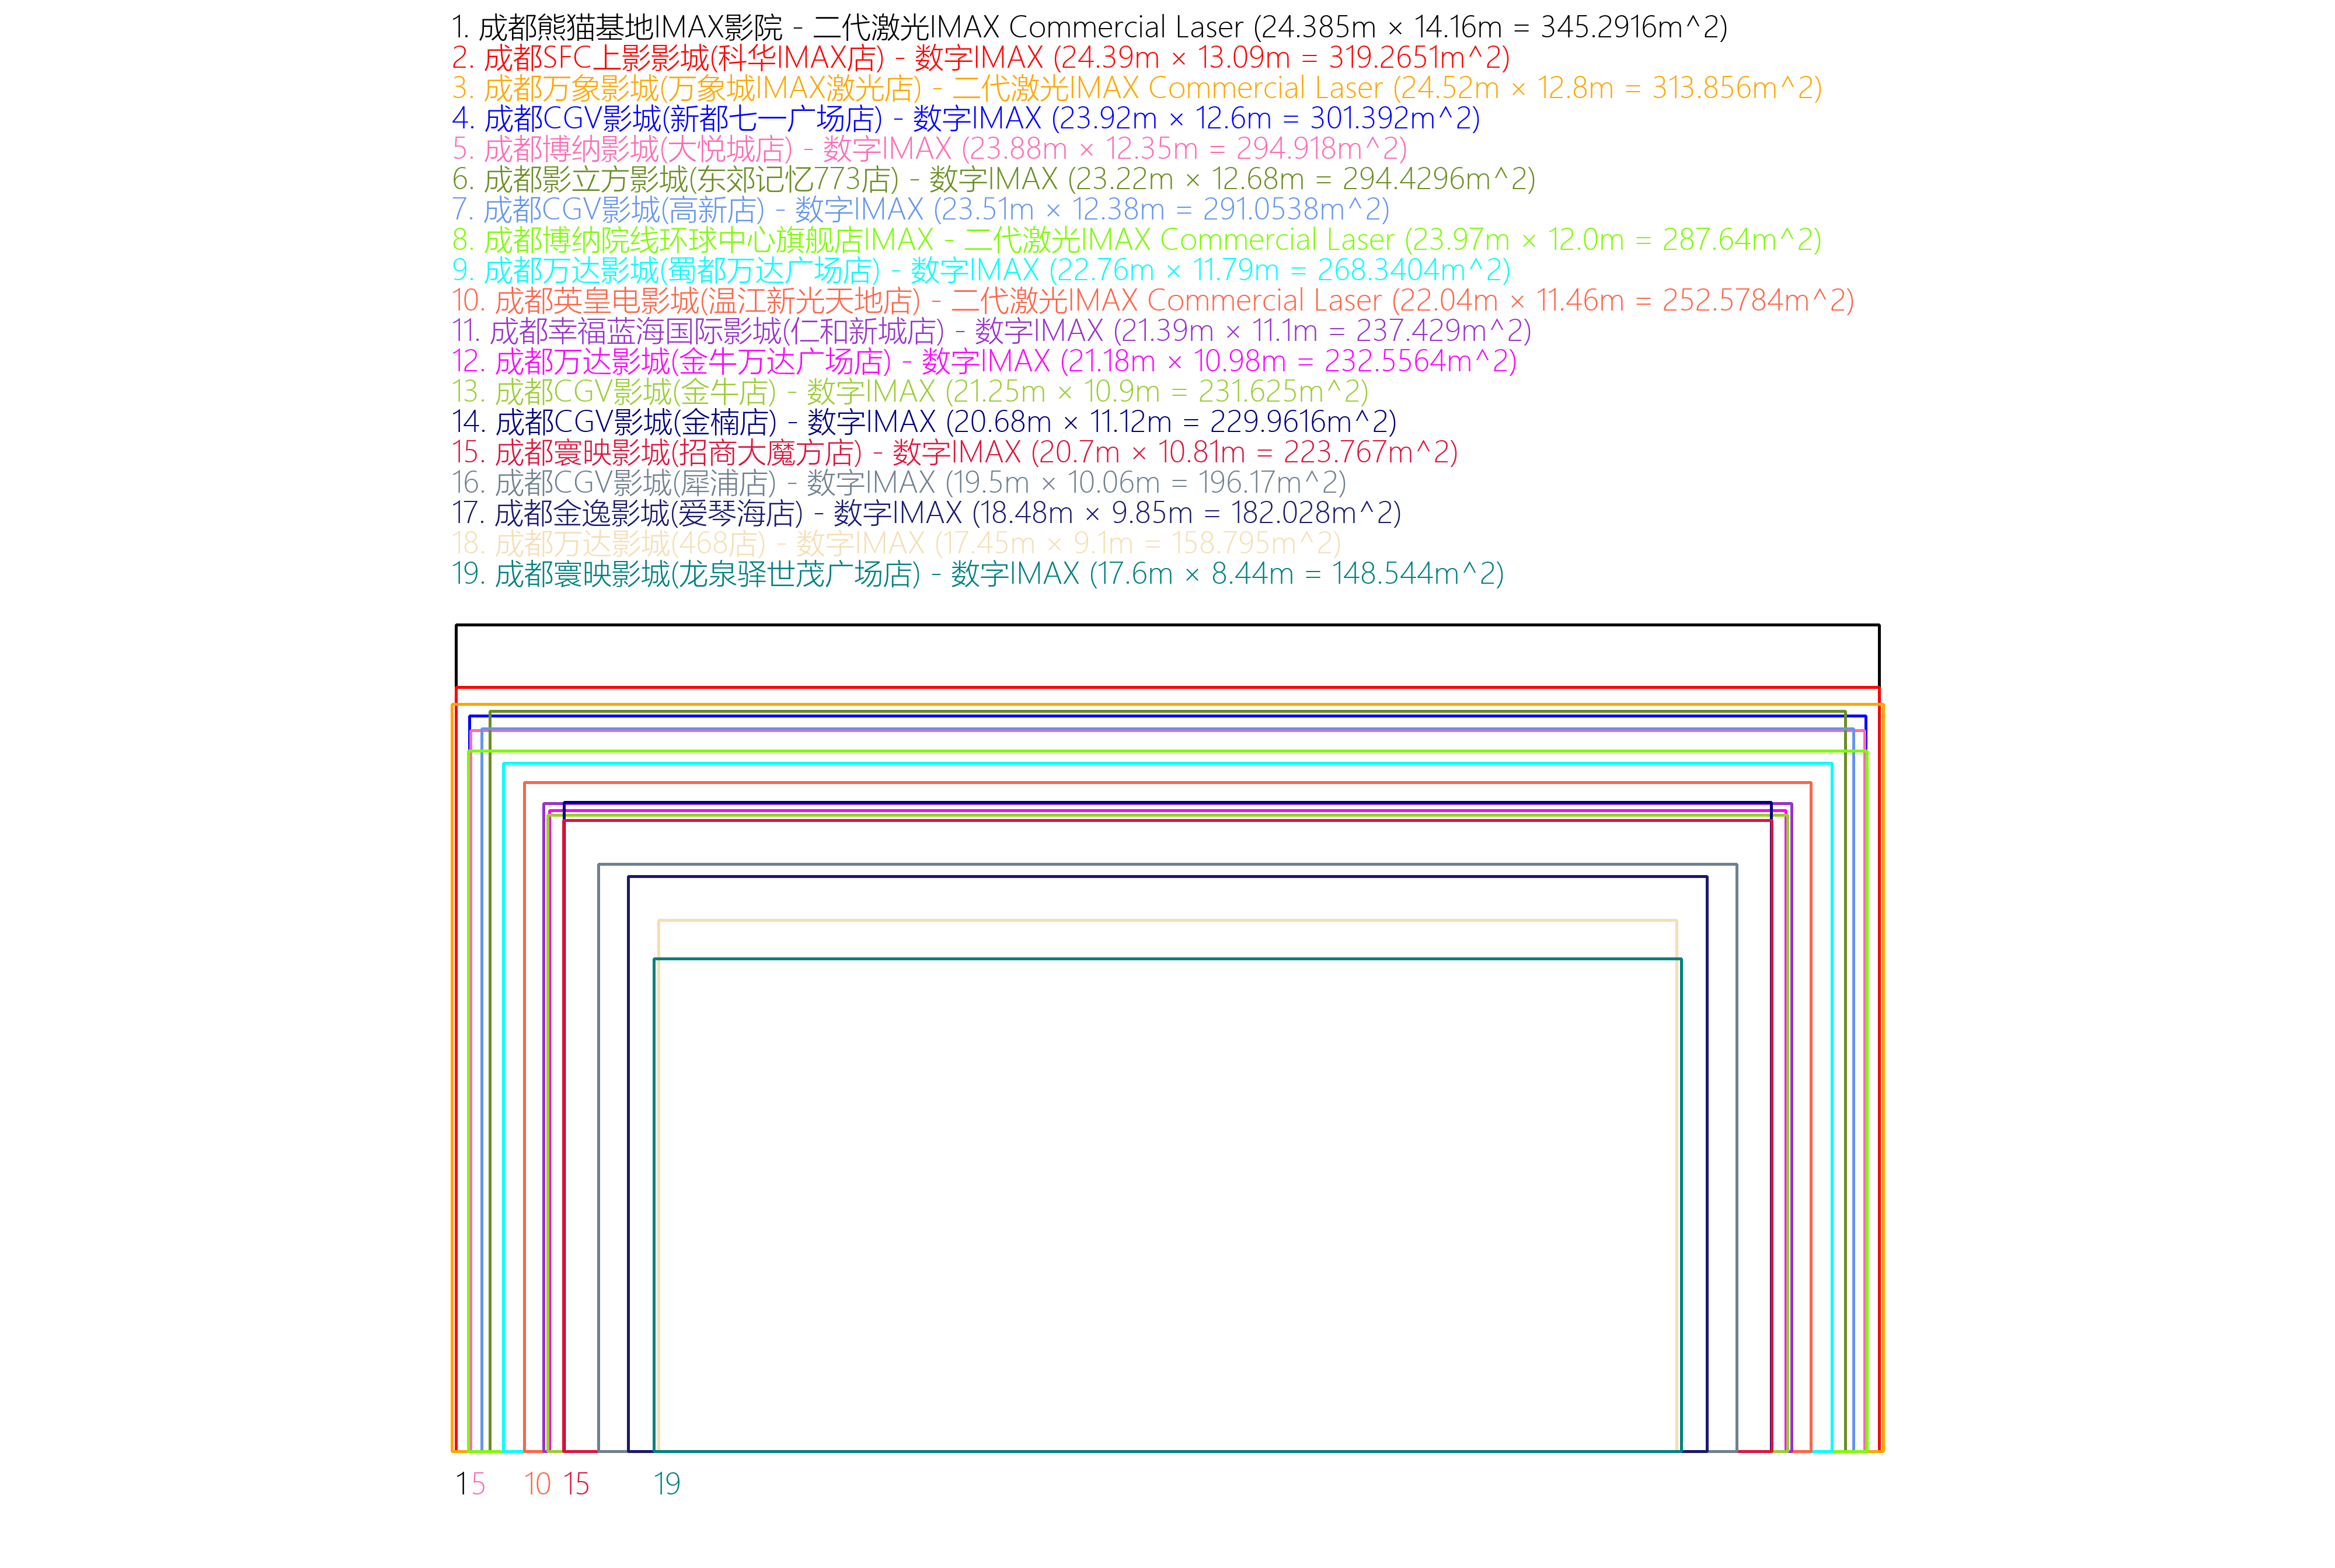 1. 成都熊猫基地IMAX影院 - 二代激光IMAX Commercial Laser (24.385m × 14.16m = 345.2916m^2)
2. 成都SFC上影影城(科华IMAX店) - 数字IMAX (24.39m × 13.09m = 319.2651m^2)
3. 成都万象影城(万象城IMAX激光店) - 二代激光IMAX Commercial Laser (24.52m × 12.8m = 313.856m^2)
4. 成都CGV影城(新都七一广场店) - 数字IMAX (23.92m × 12.6m = 301.392m^2)
5. 成都博纳影城(大悦城店) - 数字IMAX (23.88m × 12.35m = 294.918m^2)
6. 成都影立方影城(东郊记忆773店) - 数字IMAX (23.22m × 12.68m = 294.4296m^2)
7. 成都CGV影城(高新店) - 数字IMAX (23.51m × 12.38m = 291.0538m^2)
8. 成都博纳院线环球中心旗舰店IMAX - 二代激光IMAX Commercial Laser (23.97m × 12.0m = 287.64m^2)
9. 成都万达影城(蜀都万达广场店) - 数字IMAX (22.76m × 11.79m = 268.3404m^2)
10. 成都英皇电影城(温江新光天地店) - 二代激光IMAX Commercial Laser (22.04m × 11.46m = 252.5784m^2)
11. 成都幸福蓝海国际影城(仁和新城店) - 数字IMAX (21.39m × 11.1m = 237.429m^2)
12. 成都万达影城(金牛万达广场店) - 数字IMAX (21.18m × 10.98m = 232.5564m^2)
13. 成都CGV影城(金牛店) - 数字IMAX (21.25m × 10.9m = 231.625m^2)
14. 成都CGV影城(金楠店) - 数字IMAX (20.68m × 11.12m = 229.9616m^2)
15. 成都寰映影城(招商大魔方店) - 数字IMAX (20.7m × 10.81m = 223.767m^2)
16. 成都CGV影城(犀浦店) - 数字IMAX (19.5m × 10.06m = 196.17m^2)
17. 成都金逸影城(爱琴海店) - 数字IMAX (18.48m × 9.85m = 182.028m^2)
18. 成都万达影城(468店) - 数字IMAX (17.45m × 9.1m = 158.795m^2)
19. 成都寰映影城(龙泉驿世茂广场店) - 数字IMAX (17.6m × 8.44m = 148.544m^2)
1 5 10 15 19